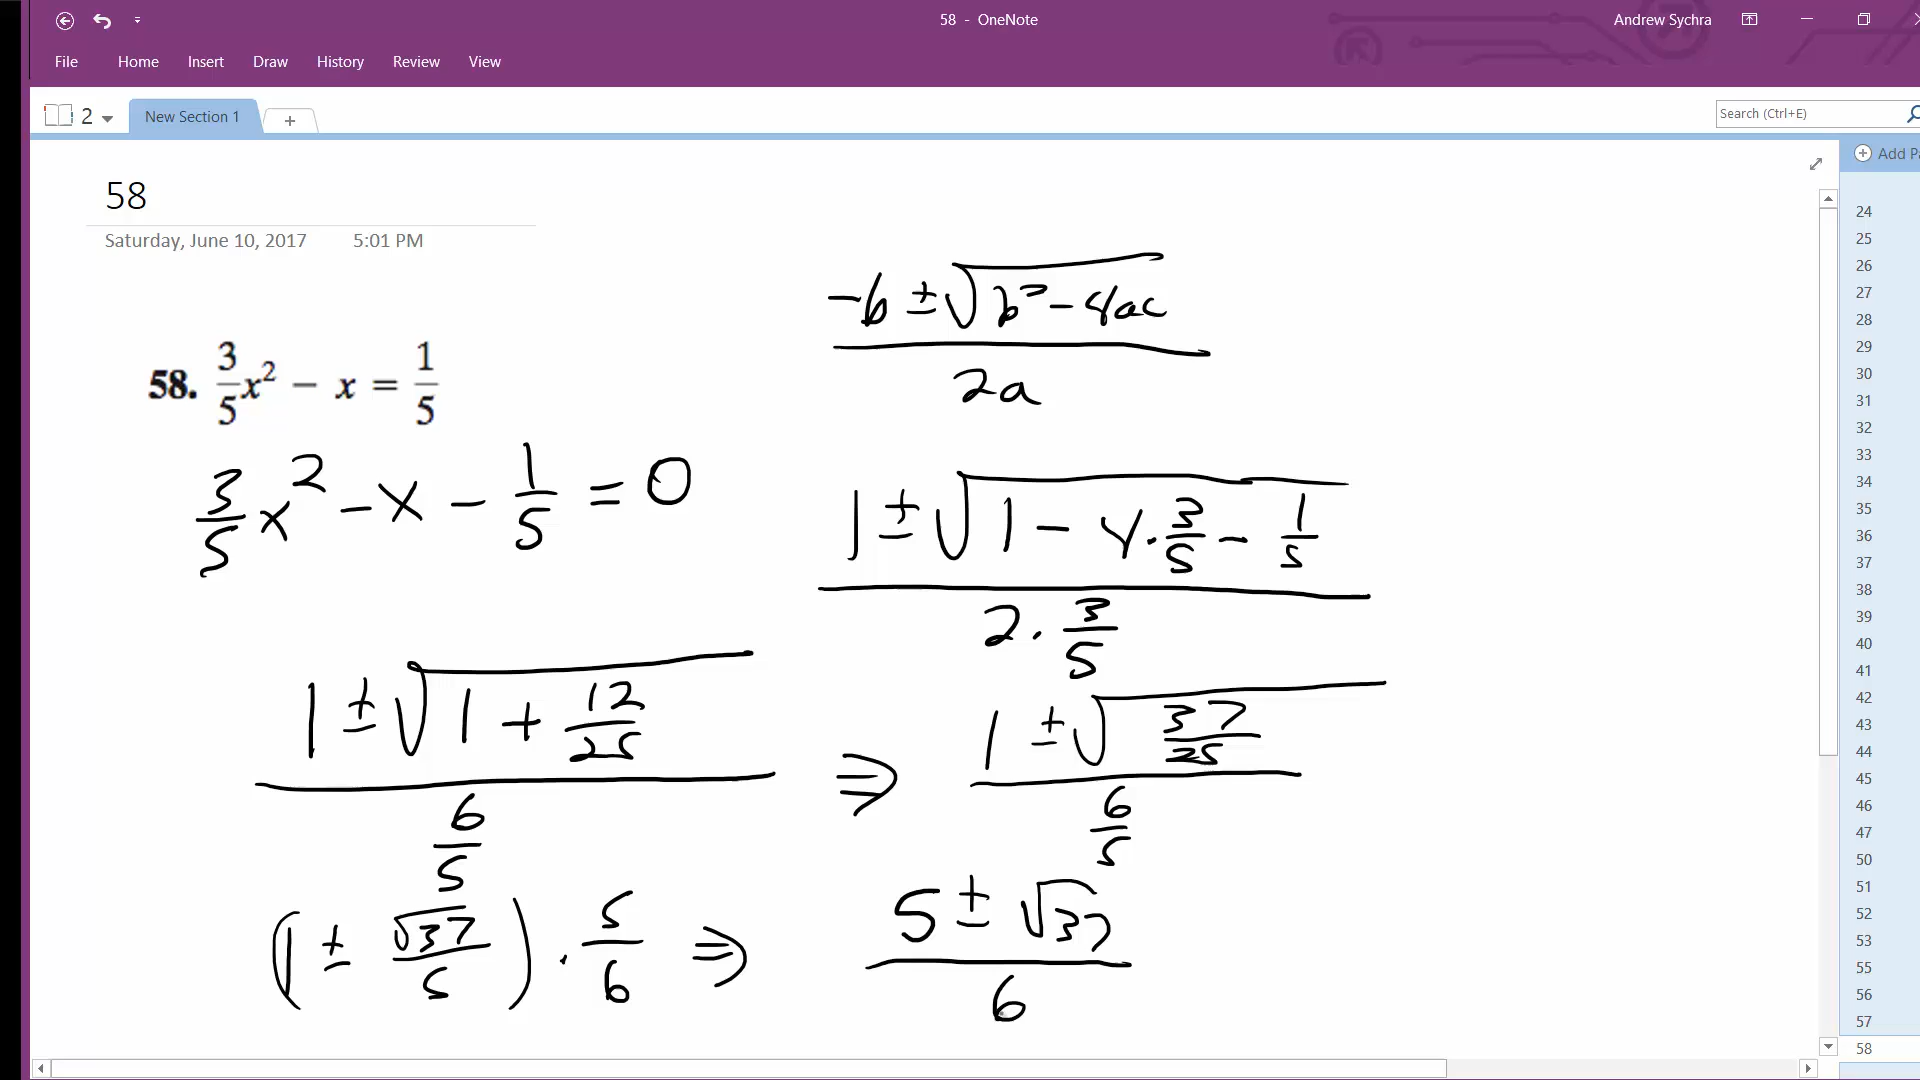 58 - OneNote
Andrew Sychra
File Home Insert Draw History Review View
2
New Section 1
+
Search (Ctrl+E)
Add Pa
58
Saturday, June 10, 2017 5:01 PM
58. 3/5 x² − x = 1/5
3/5 x² − x − 1/5 = 0
(−b ± √(b² − 4ac)) / 2a
(1 ± √(1 − 4 · 3/5 − 1/5)) / (2 · 3/5)
(1 ± √(1 + 12/25)) / (6/5) ⇒ (1 ± √(37/25)) / (6/5)
(1 ± √37/5) · 5/6 ⇒ (5 ± √37) / 6
24
25
26
27
28
29
30
31
32
33
34
35
36
37
38
39
40
41
42
43
44
45
46
47
50
51
52
53
55
56
57
58